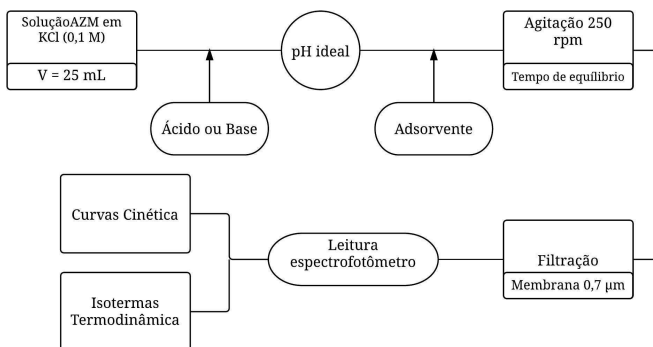 SoluçãoAZM em
KCl (0,1 M)
V = 25 mL
pH ideal
Agitação 250
rpm
Tempo de equílibrio
Ácido ou Base
Adsorvente
Curvas Cinética
Leitura
espectrofotômetro
Filtração
Membrana 0,7 μm
Isotermas
Termodinâmica